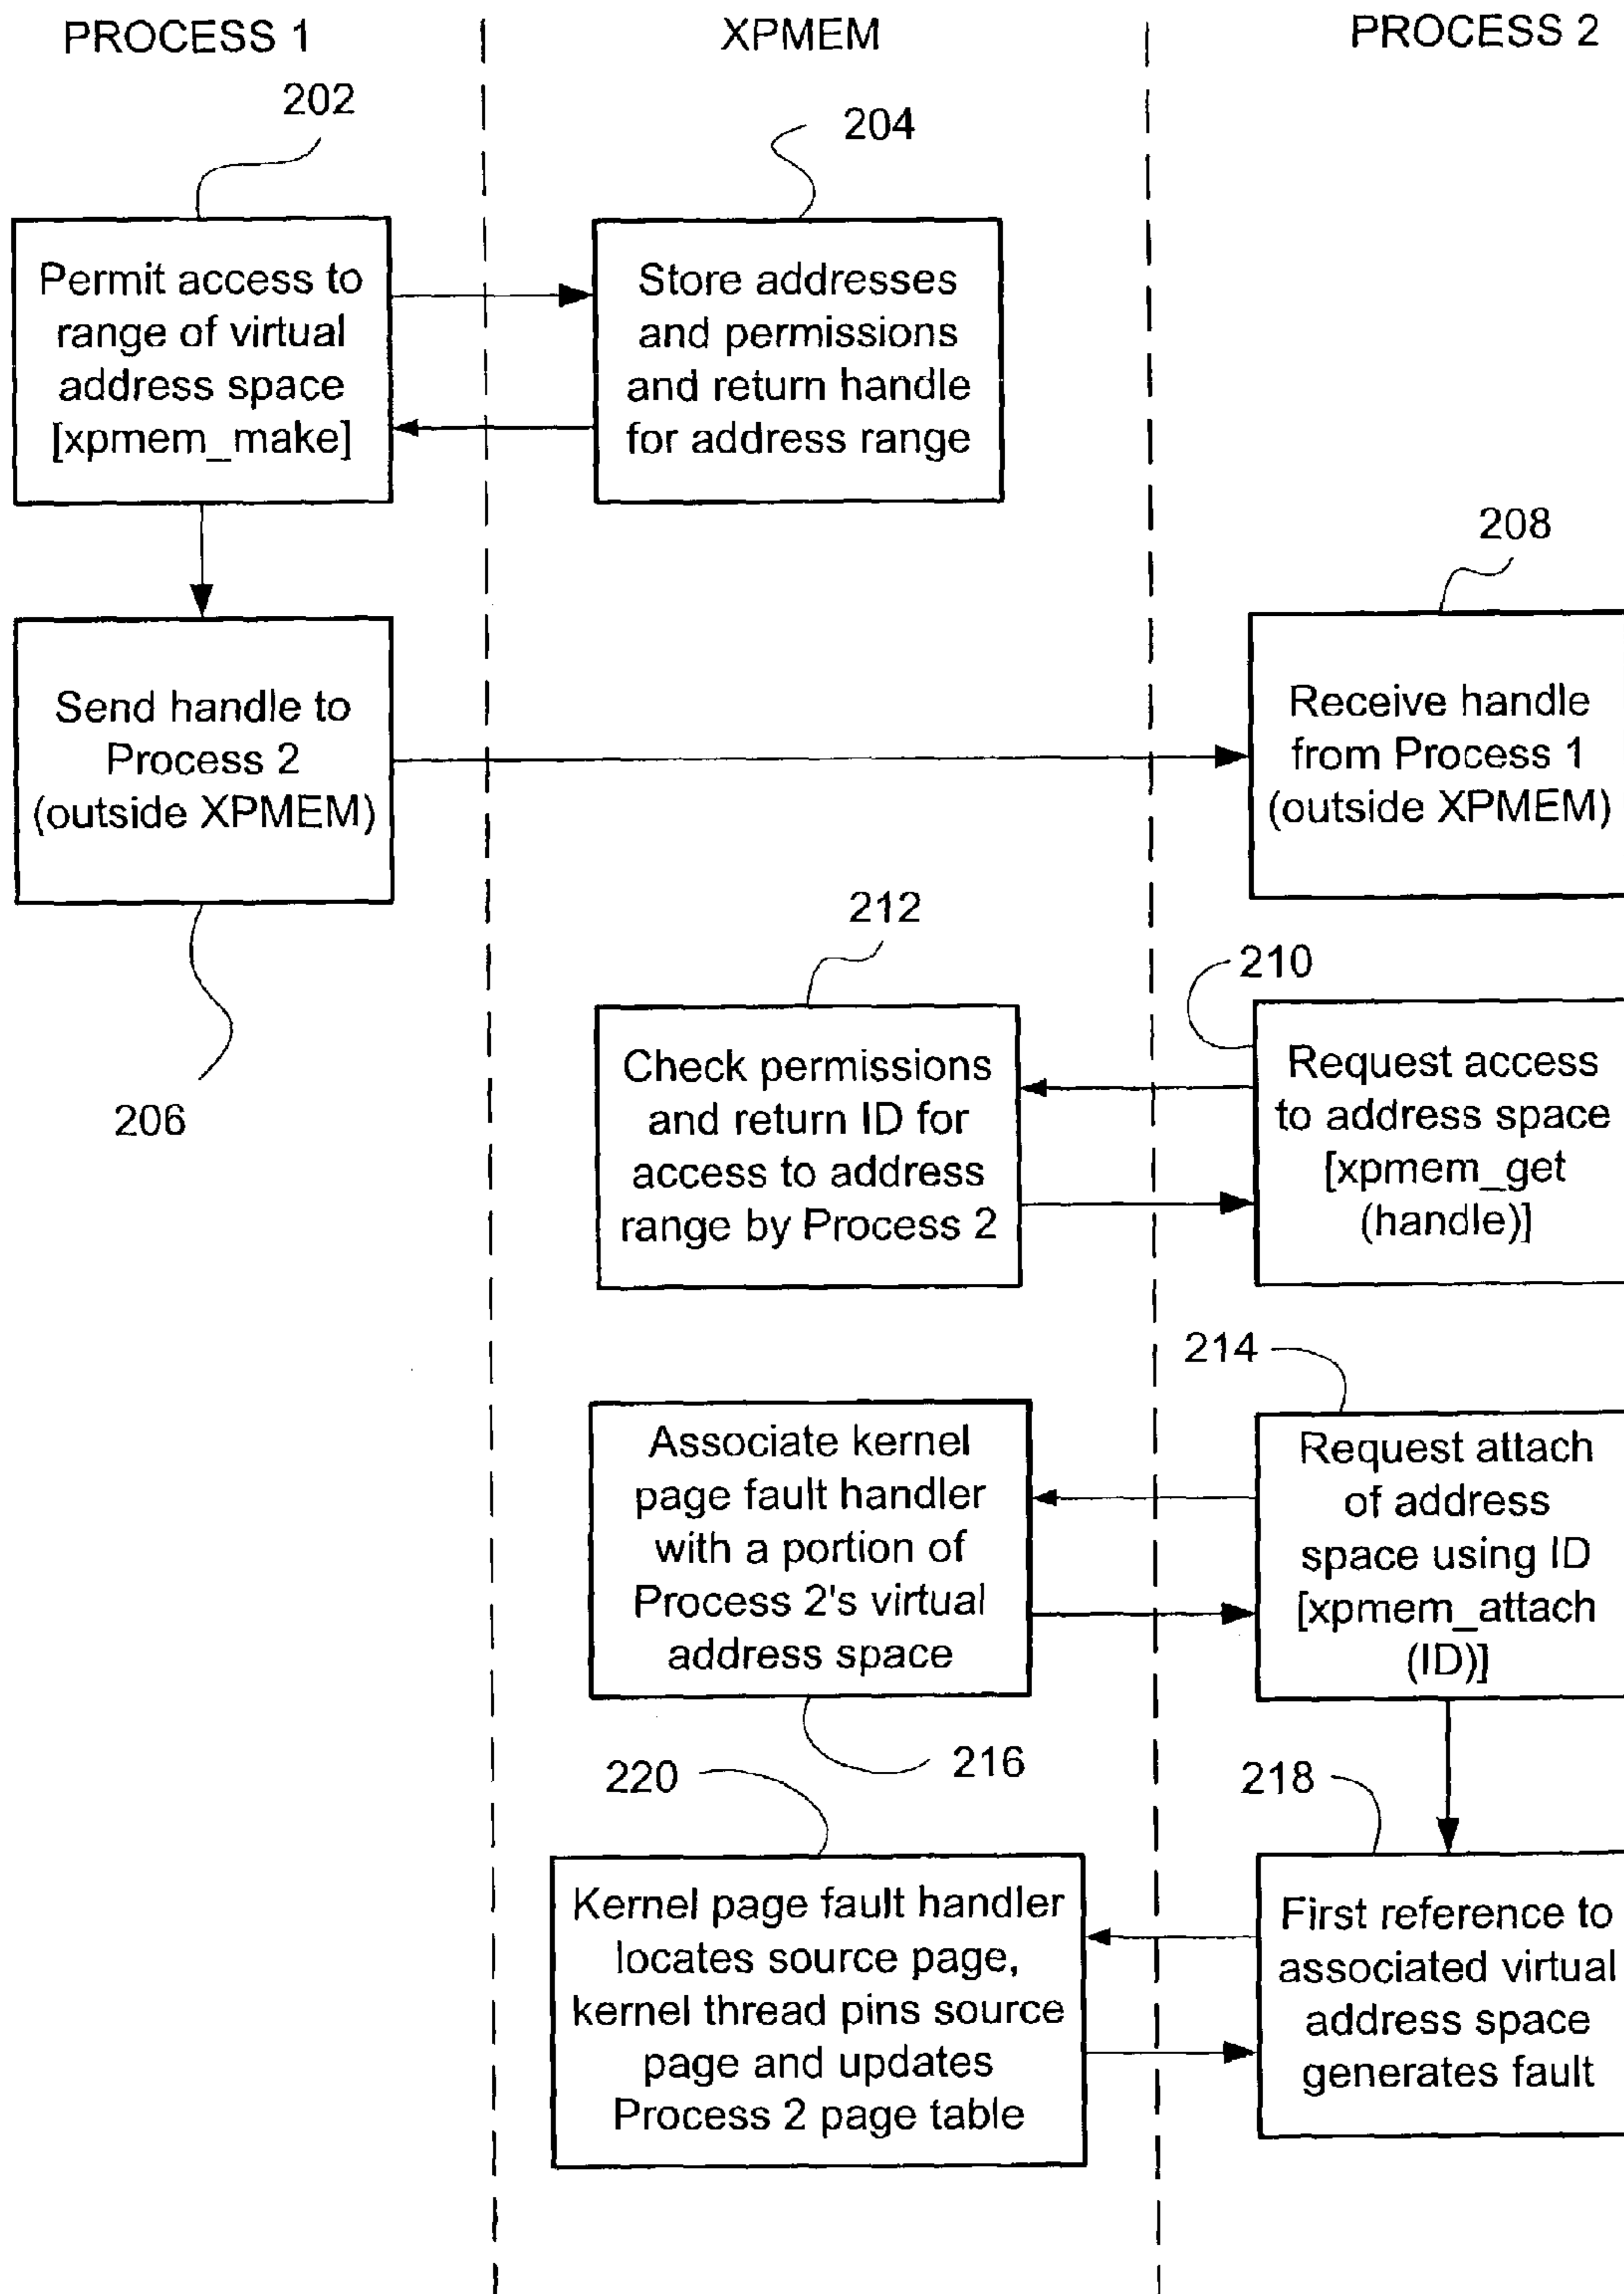 PROCESS 1
XPMEM
PROCESS 2
202
204
Permit access to
range of virtual
address space
[xpmem_make]
Store addresses
and permissions
and return handle
for address range
208
Send handle to
Process 2
(outside XPMEM)
Receive handle
from Process 1
(outside XPMEM)
206
212
210
Check permissions
and return ID for
access to address
range by Process 2
Request access
to address space
[xpmem_get
(handle)]
214
Associate kernel
page fault handler
with a portion of
Process 2's virtual
address space
Request attach
of address
space using ID
[xpmem_attach
(ID)]
216
220
218
Kernel page fault handler
locates source page,
kernel thread pins source
page and updates
Process 2 page table
First reference to
associated virtual
address space
generates fault